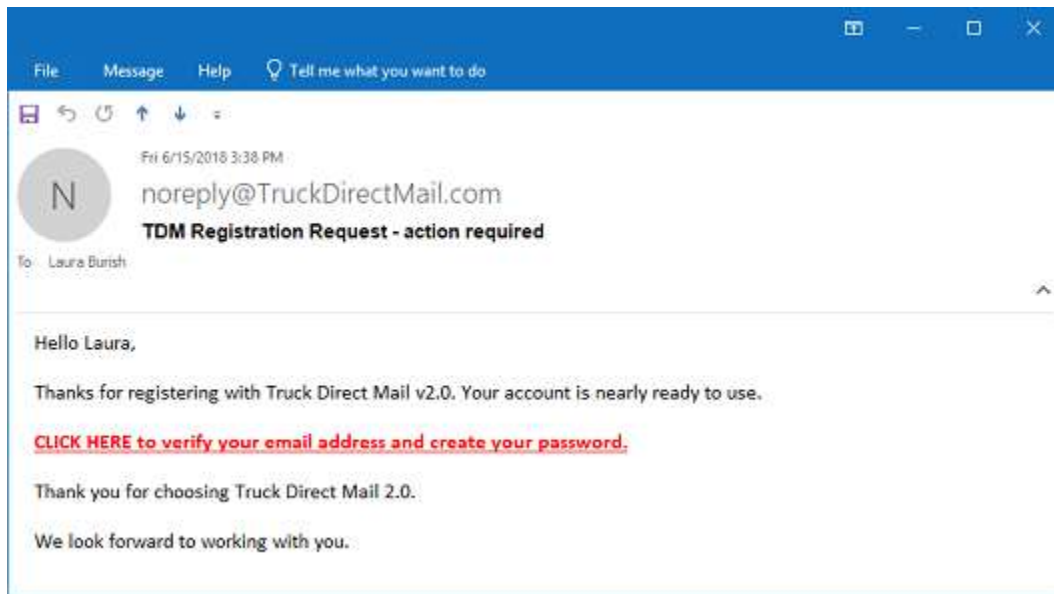 File Message Help Tell me what you want to do
Fri 6/15/2018 3:38 PM
N
noreply@TruckDirectMail.com
TDM Registration Request - action required
To Laura Burish
Hello Laura,
Thanks for registering with Truck Direct Mail v2.0. Your account is nearly ready to use.
CLICK HERE to verify your email address and create your password.
Thank you for choosing Truck Direct Mail 2.0.
We look forward to working with you.